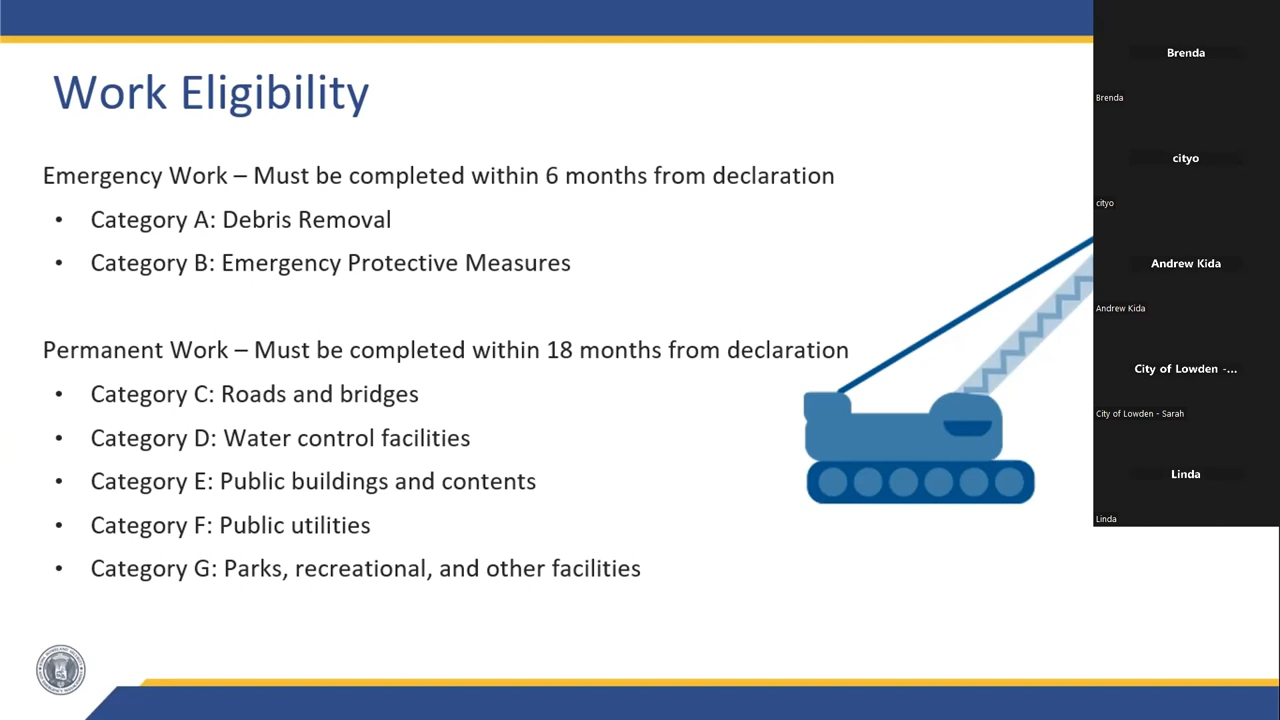 Work Eligibility
Emergency Work – Must be completed within 6 months from declaration
• Category A: Debris Removal
• Category B: Emergency Protective Measures
Permanent Work – Must be completed within 18 months from declaration
• Category C: Roads and bridges
• Category D: Water control facilities
• Category E: Public buildings and contents
• Category F: Public utilities
• Category G: Parks, recreational, and other facilities
Brenda
Brenda
cityo
cityo
Andrew Kida
Andrew Kida
City of Lowden -...
City of Lowden - Sarah
Linda
Linda